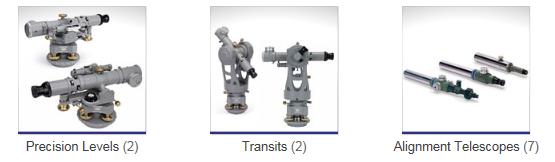 Precision Levels (2)
Transits (2)
Alignment Telescopes (7)